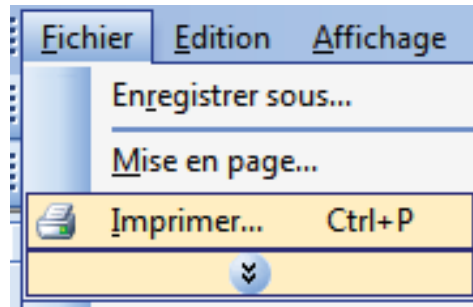 Fichier Edition Affichage
Enregistrer sous...
Mise en page...
Imprimer... Ctrl+P